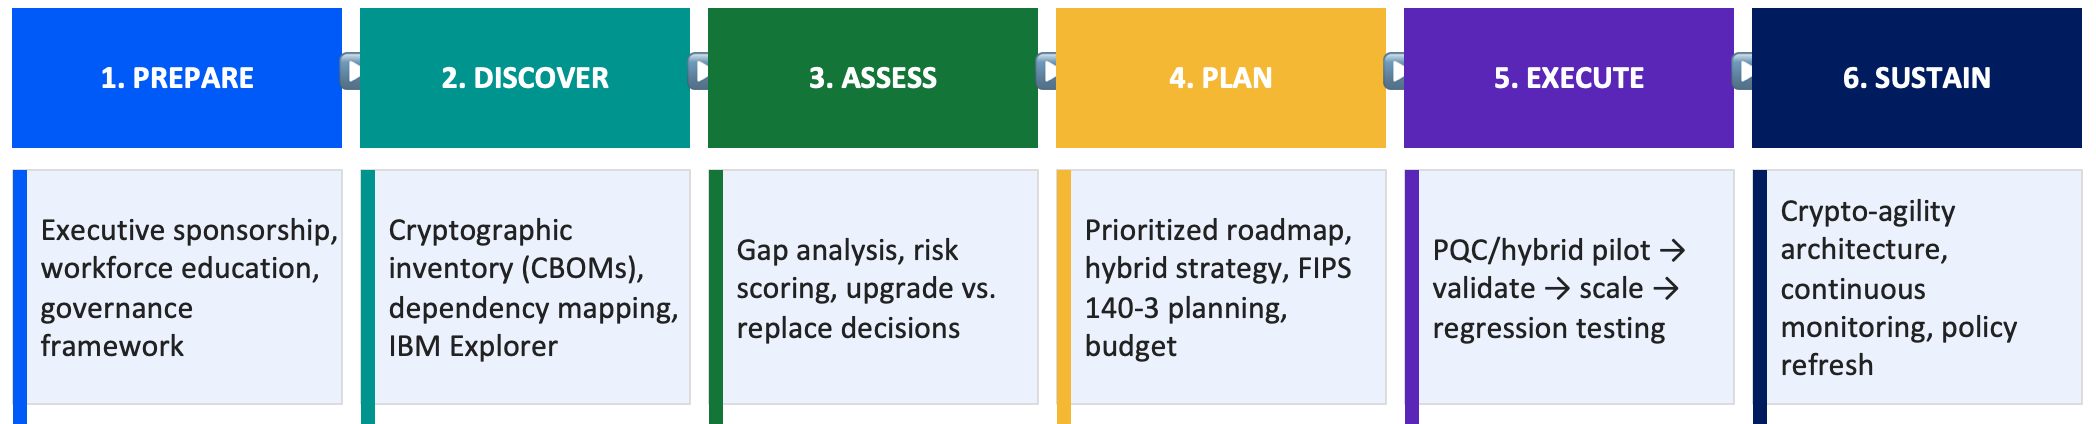 1. PREPARE
2. DISCOVER
3. ASSESS
4. PLAN
5. EXECUTE
6. SUSTAIN
Executive sponsorship,
workforce education,
governance
framework
Cryptographic
inventory (CBOMs),
dependency mapping,
IBM Explorer
Gap analysis, risk
scoring, upgrade vs.
replace decisions
Prioritized roadmap,
hybrid strategy, FIPS
140-3 planning,
budget
PQC/hybrid pilot →
validate → scale →
regression testing
Crypto-agility
architecture,
continuous
monitoring, policy
refresh